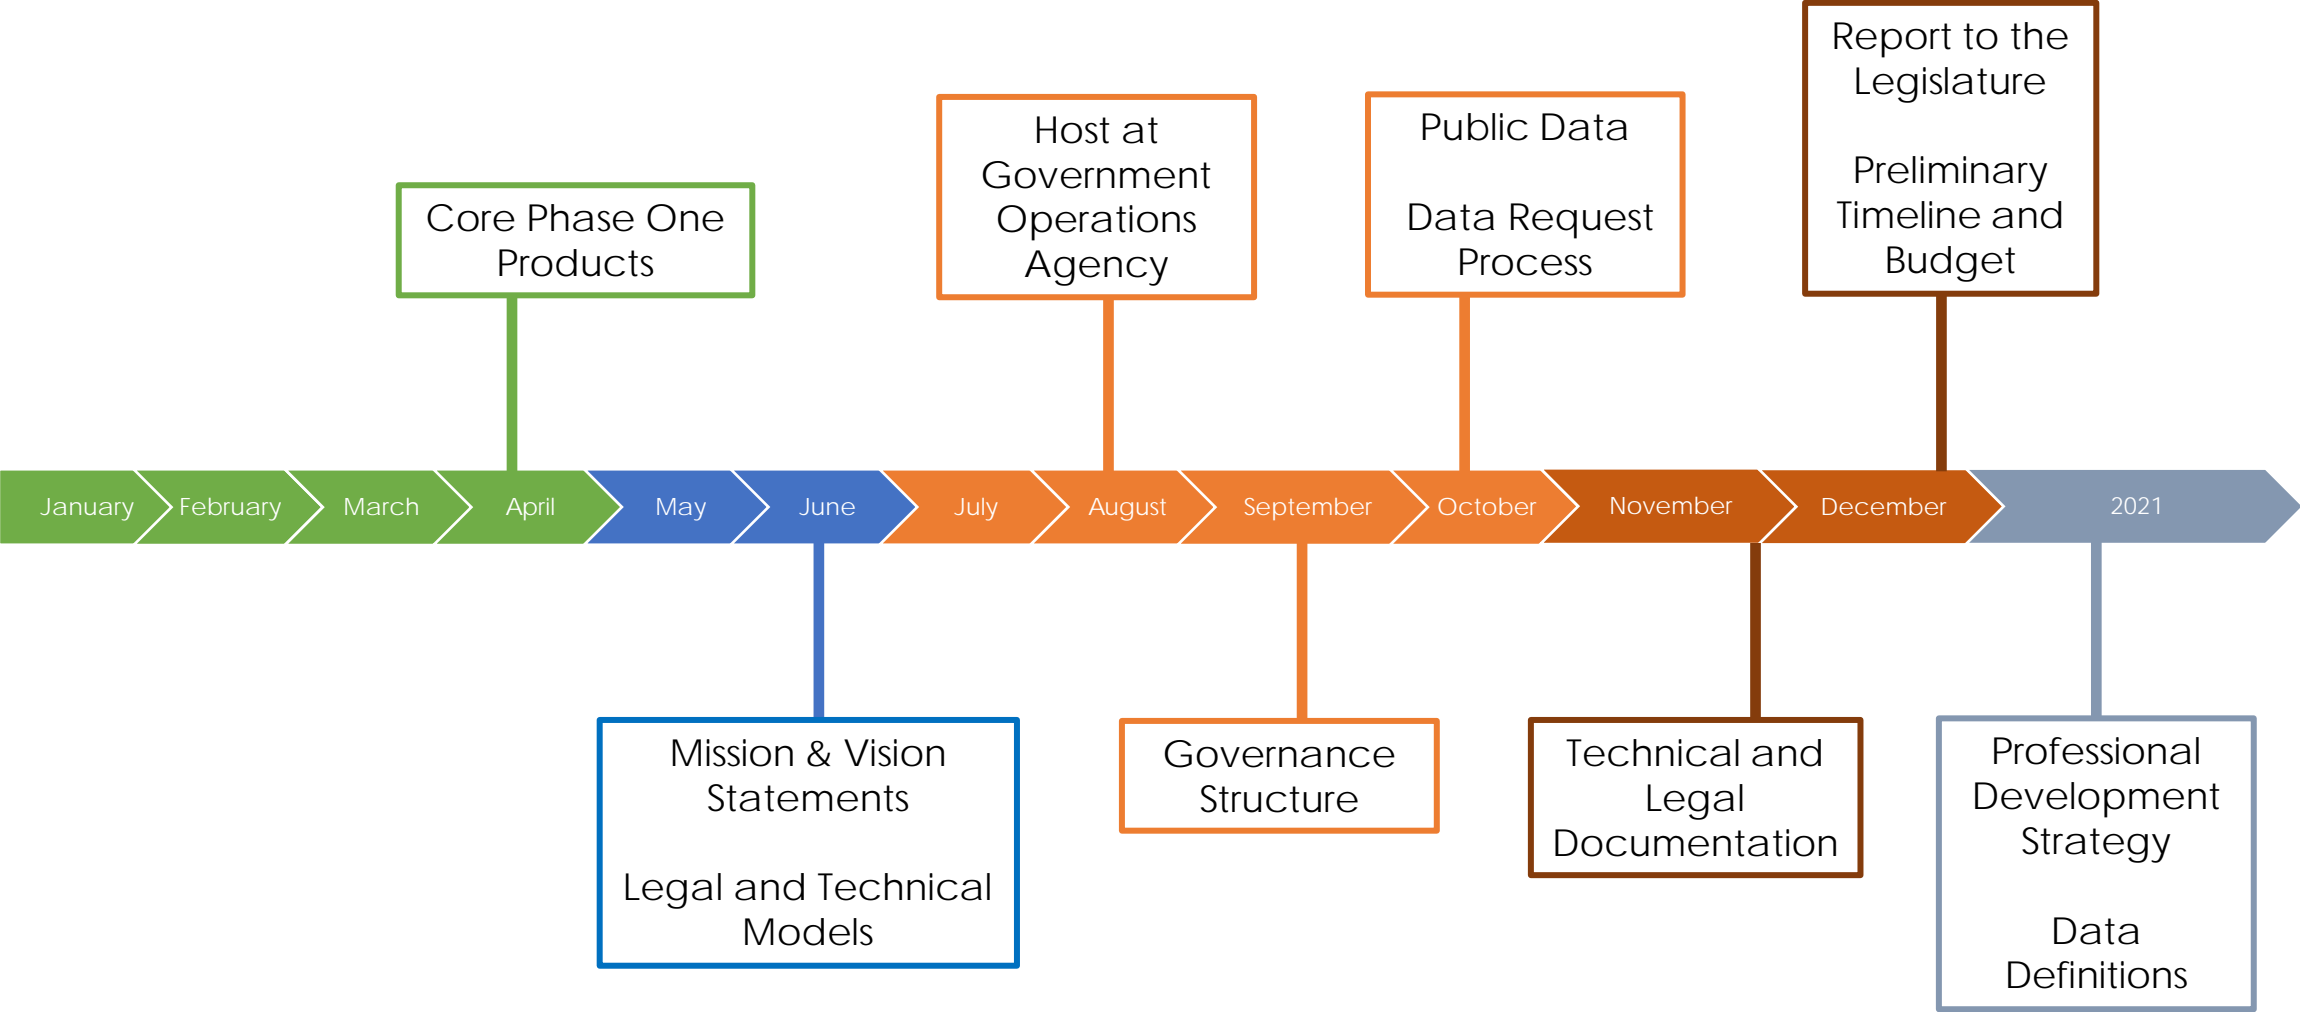 Report to the
Legislature
Preliminary
Timeline and
Budget
Host at
Government
Operations
Agency
Public Data
Data Request
Process
Core Phase One
Products
January
February
March
April
May
June
July
August
September
October
November
December
2021
Mission & Vision
Statements
Legal and Technical
Models
Governance
Structure
Technical and
Legal
Documentation
Professional
Development
Strategy
Data
Definitions